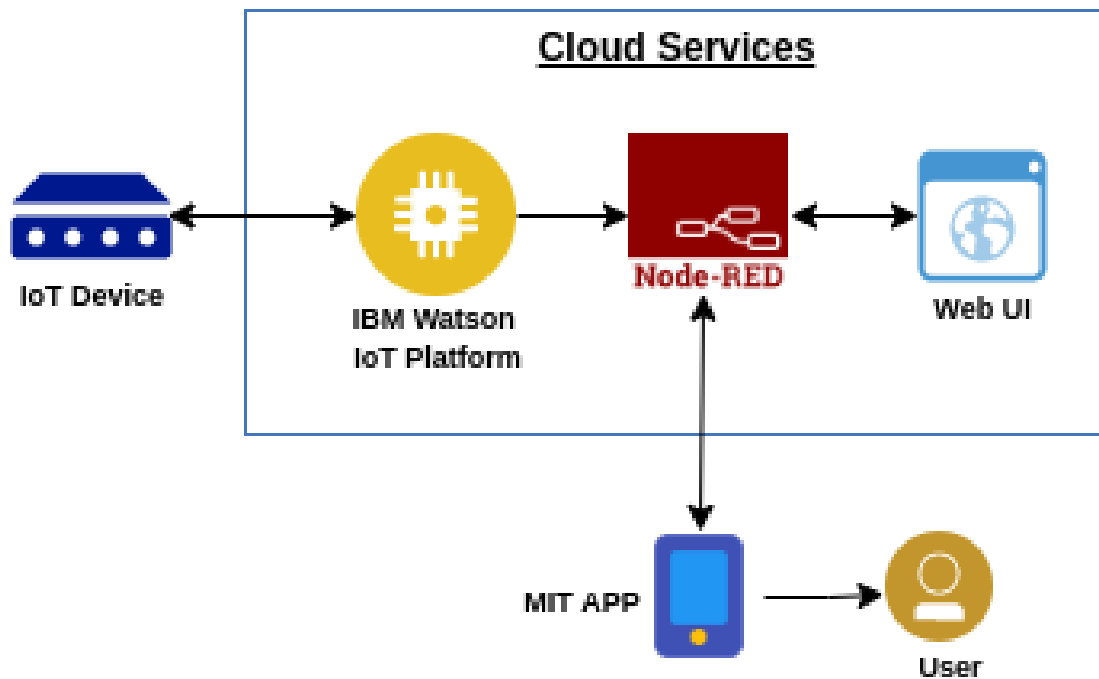 Cloud Services
IoT Device
IBM Watson
IoT Platform
Node-RED
Web UI
MIT APP
User